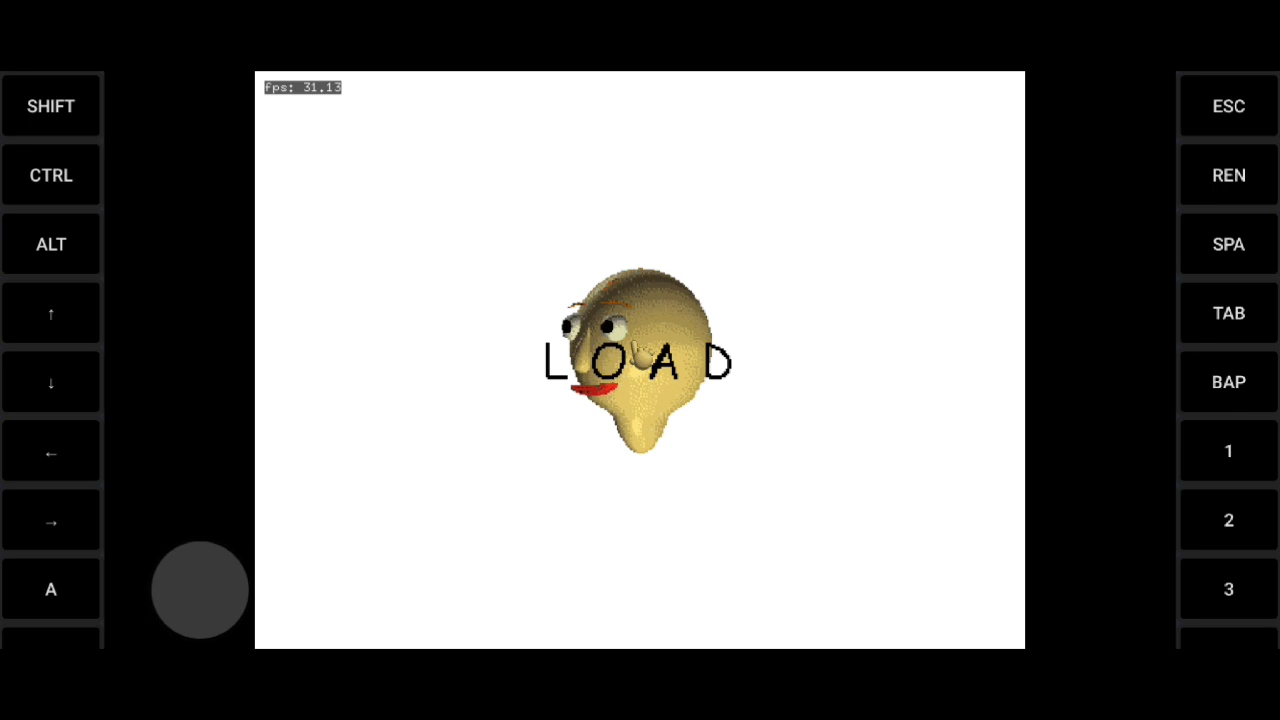 fps: 31.13
SHIFT
CTRL
ALT
↑
↓
←
→
A
LOAD
ESC
REN
SPA
TAB
BAP
1
2
3